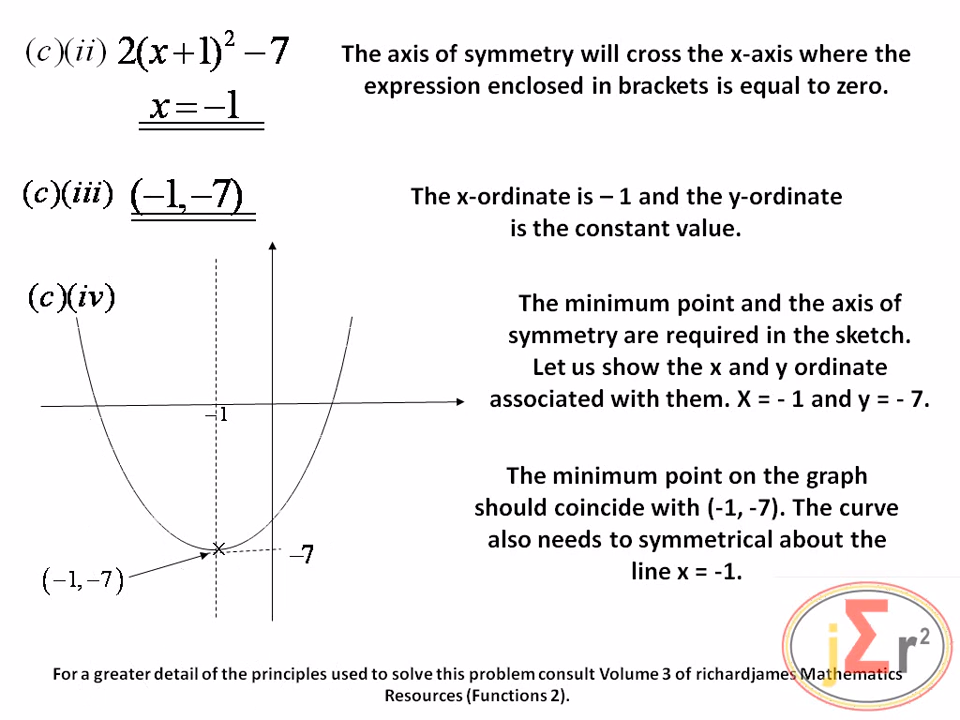 (c)(ii) 2(x+1)² −7
The axis of symmetry will cross the x-axis where the
expression enclosed in brackets is equal to zero.
x=−1
(c)(iii) (−1,−7)
The x-ordinate is – 1 and the y-ordinate
is the constant value.
(c)(iv)
The minimum point and the axis of
symmetry are required in the sketch.
Let us show the x and y ordinate
associated with them. X = - 1 and y = - 7.
−1
The minimum point on the graph
should coincide with (-1, -7). The curve
also needs to symmetrical about the
line x = -1.
−7
(−1,−7)
jΣr²
For a greater detail of the principles used to solve this problem consult Volume 3 of richardjames Mathematics
Resources (Functions 2).